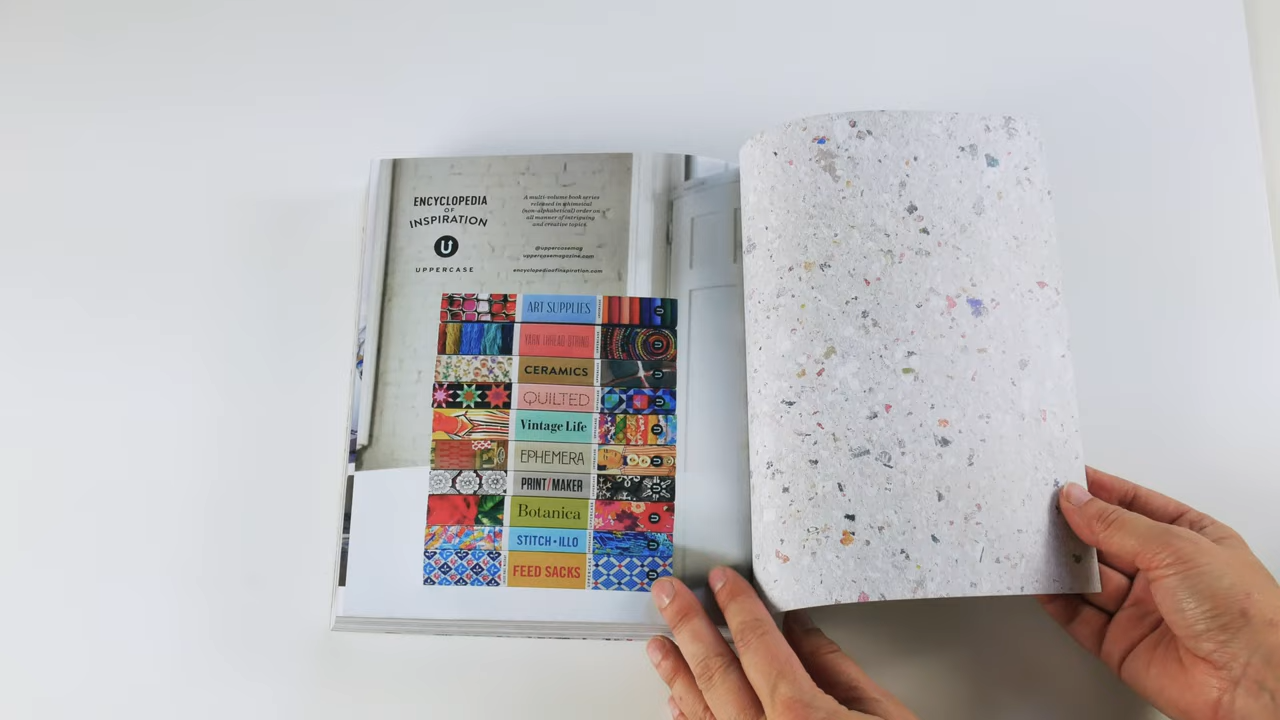 ENCYCLOPEDIA
OF
INSPIRATION
U
UPPERCASE
A multi-volume book series
released in whimsical
(non-alphabetical) order on
all manner of intriguing
and creative topics.
@uppercasemag
uppercasemagazine.com
encyclopediaofinspiration.com
ART SUPPLIES
YARN THREAD STRING
CERAMICS
QUILTED
Vintage Life
EPHEMERA
PRINT/MAKER
Botanica
STITCH•ILLO
FEED SACKS